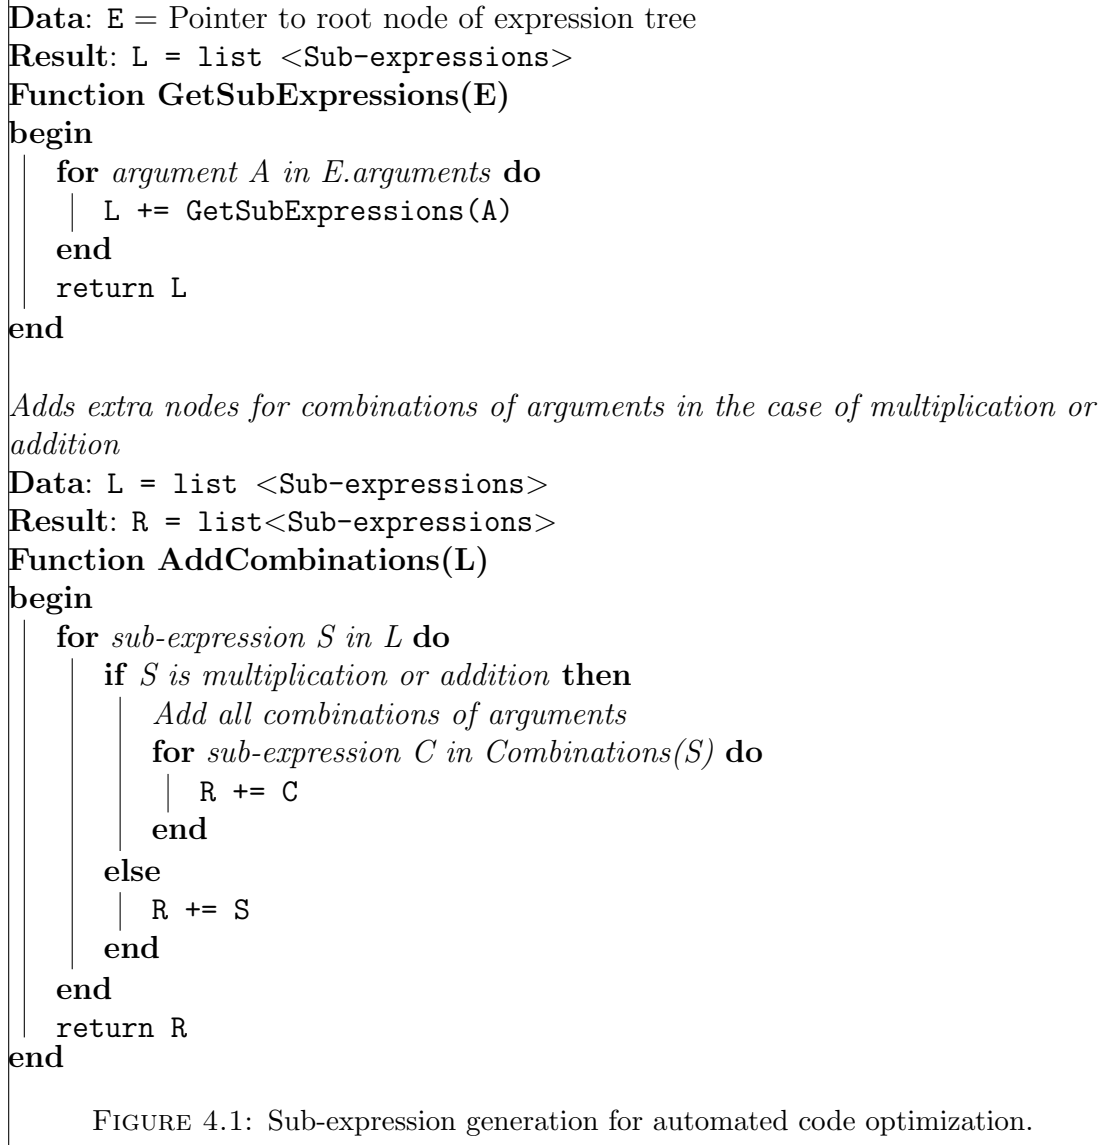 Data: E = Pointer to root node of expression tree
Result: L = list <Sub-expressions>
Function GetSubExpressions(E)
begin
for argument A in E.arguments do
L += GetSubExpressions(A)
end
return L
end
Adds extra nodes for combinations of arguments in the case of multiplication or
addition
Data: L = list <Sub-expressions>
Result: R = list<Sub-expressions>
Function AddCombinations(L)
begin
for sub-expression S in L do
if S is multiplication or addition then
Add all combinations of arguments
for sub-expression C in Combinations(S) do
R += C
end
else
R += S
end
end
return R
end
Figure 4.1: Sub-expression generation for automated code optimization.